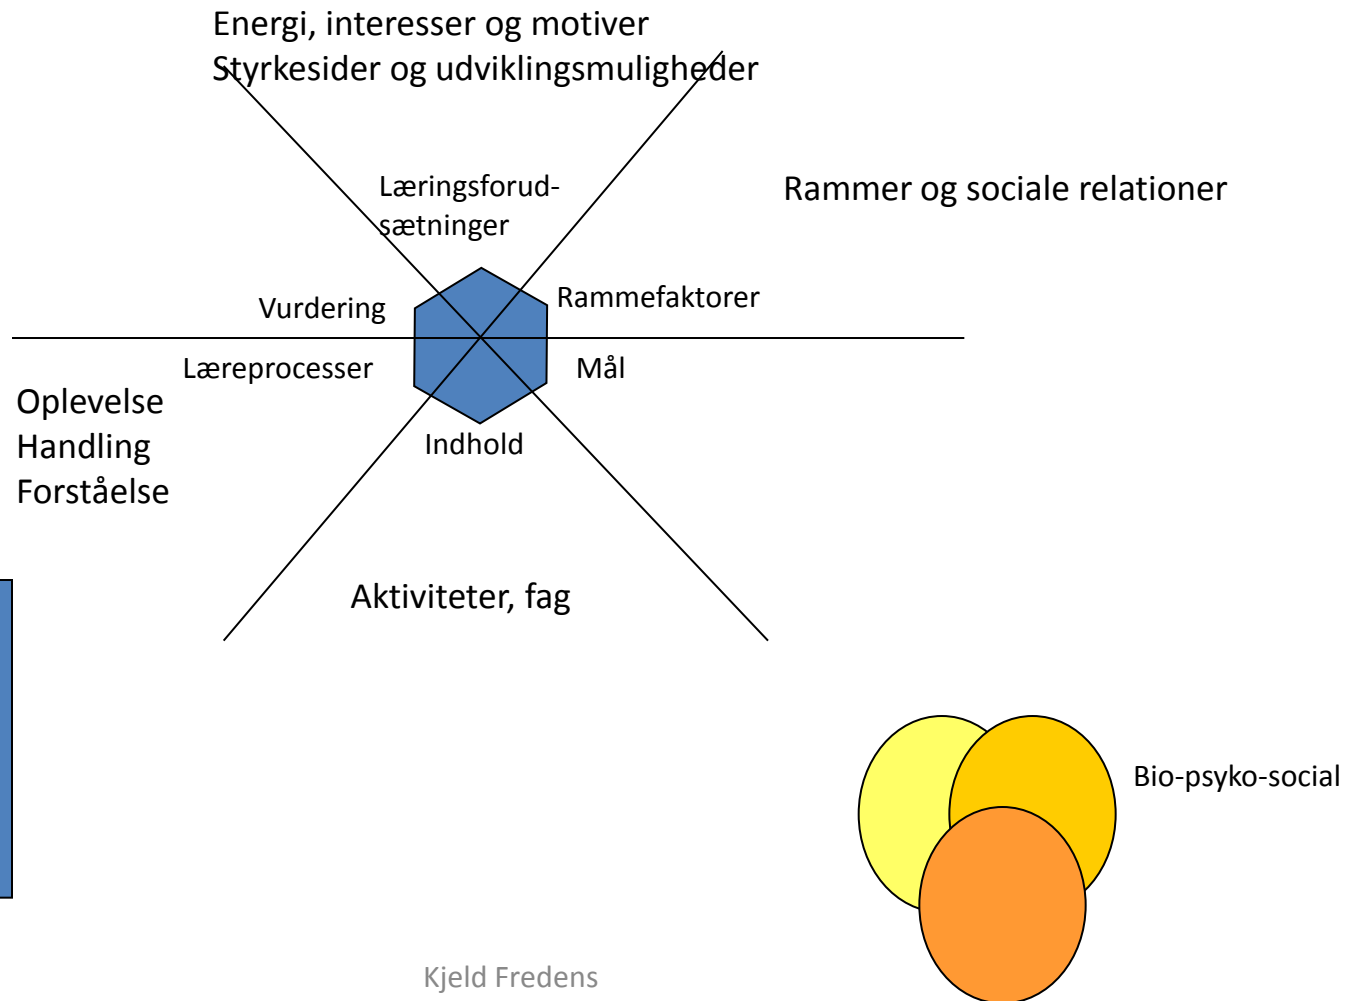 Energi, interesser og motiver
Styrkesider og udviklingsmuligheder
Læringsforud-
sætninger
Rammer og sociale relationer
Vurdering
Rammefaktorer
Læreprocesser
Mål
Oplevelse
Handling
Forståelse
Indhold
Aktiviteter, fag
Bio-psyko-social
Kjeld Fredens